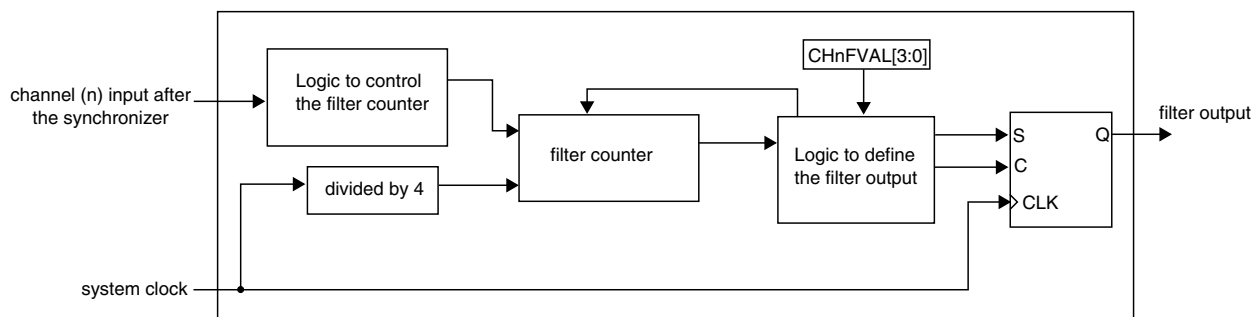 CHnFVAL[3:0]
Logic to control
the filter counter
channel (n) input after
the synchronizer
filter output
S
Q
filter counter
Logic to define
the filter output
C
divided by 4
CLK
system clock